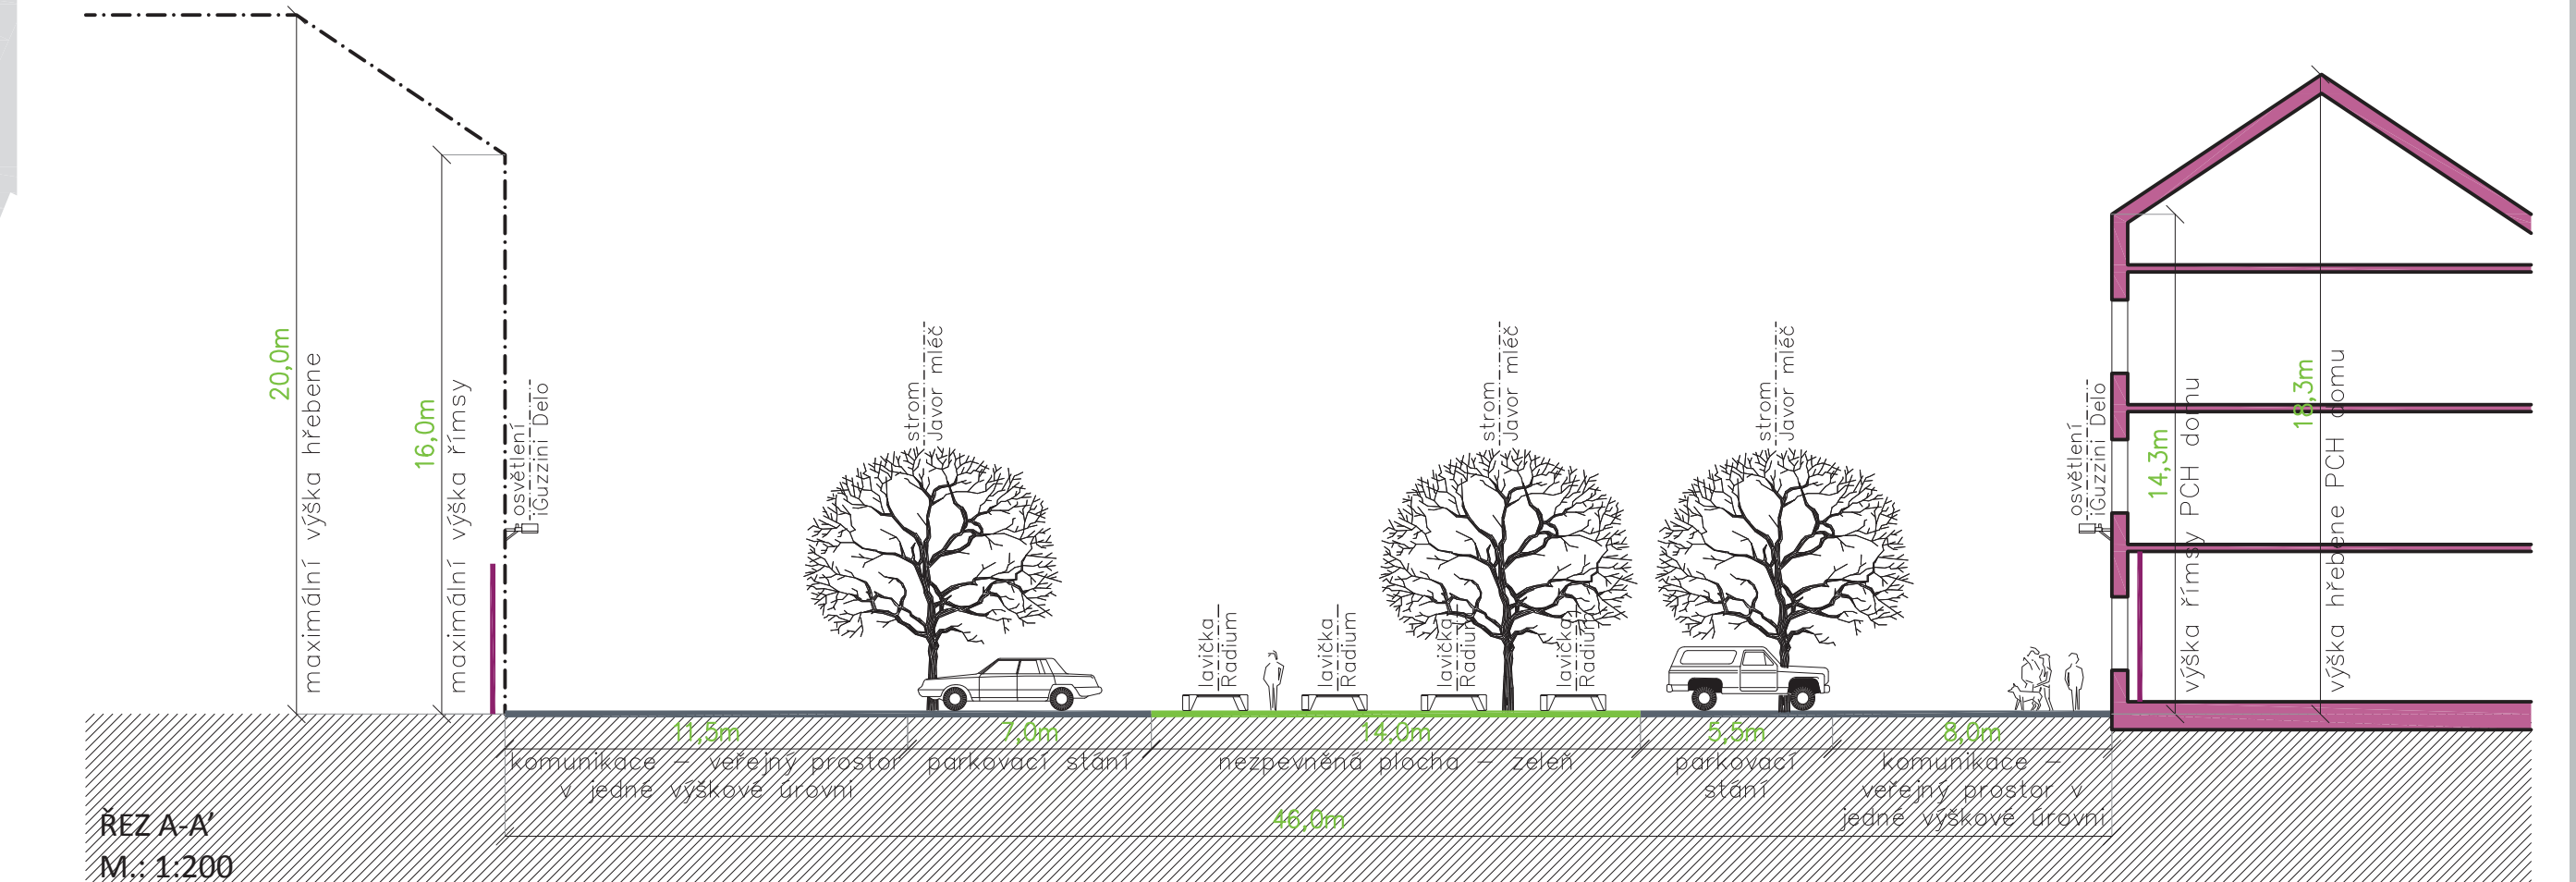 20,0m
maximální výška hřebene
16,0m
maximální výška římsy
osvětlení
iGuzzini Delo
strom
Javor mléč
lavička
Radium
lavička
Radium
lavička
Radium
strom
Javor mléč
lavička
Radium
strom
Javor mléč
osvětlení
iGuzzini Delo
14,3m
výška římsy PCH domu
18,3m
výška hřebene PCH domu
11,5m
7,0m
14,0m
5,5m
8,0m
komunikace – veřejný prostor
v jedné výškové úrovni
parkovací stání
nezpevněná plocha – zeleň
parkovací
stání
komunikace –
veřejný prostor v
jedné výškové úrovni
46,0m
ŘEZ A-A'
M.: 1:200